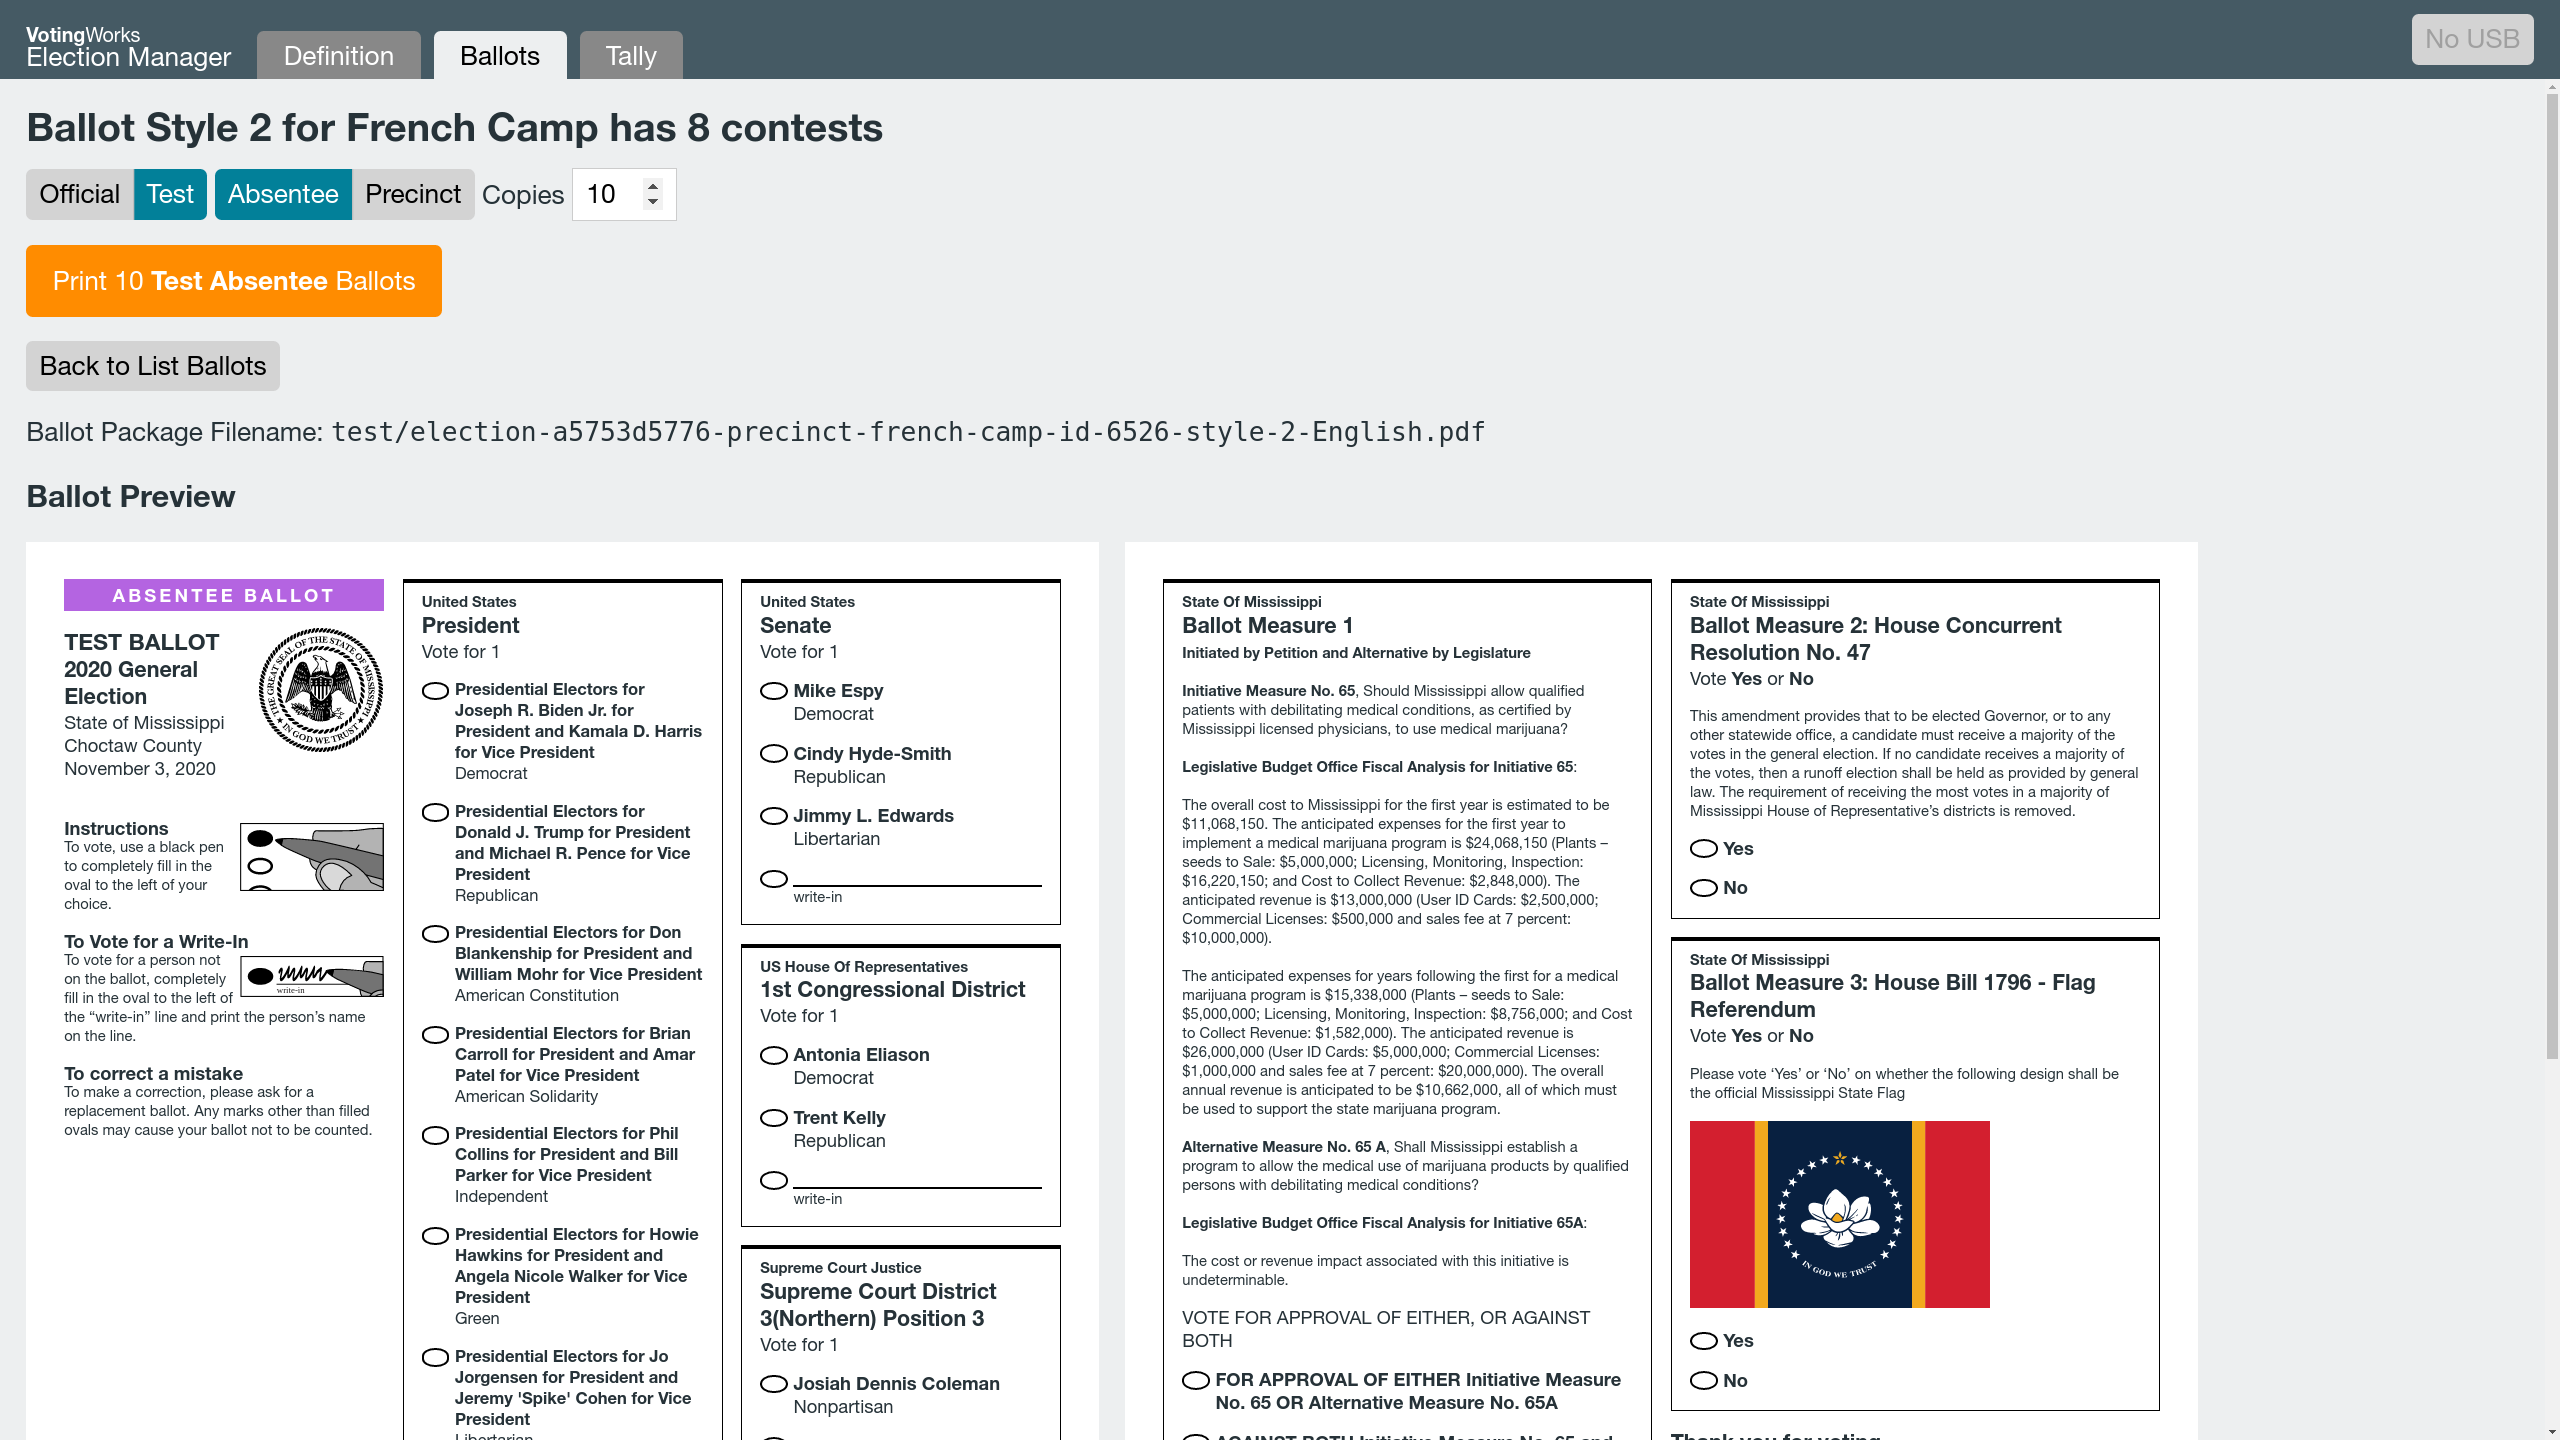 VotingWorks
Election Manager
Definition
Ballots
Tally
No USB
Ballot Style 2 for French Camp has 8 contests
Official
Test
Absentee
Precinct
Copies
10
Print 10 Test Absentee Ballots
Back to List Ballots
Ballot Package Filename: test/election-a5753d5776-precinct-french-camp-id-6526-style-2-English.pdf
Ballot Preview
ABSENTEE BALLOT
TEST BALLOT
2020 General
Election
State of Mississippi
Choctaw County
November 3, 2020
THE GREAT SEAL OF THE STATE OF MISSISSIPPI
IN GOD WE TRUST
Instructions
To vote, use a black pen
to completely fill in the
oval to the left of your
choice.
To Vote for a Write-In
To vote for a person not
on the ballot, completely
fill in the oval to the left of
the “write-in” line and print the person’s name
on the line.
write-in
To correct a mistake
To make a correction, please ask for a
replacement ballot. Any marks other than filled
ovals may cause your ballot not to be counted.
United States
President
Vote for 1
Presidential Electors for
Joseph R. Biden Jr. for
President and Kamala D. Harris
for Vice President
Democrat
Presidential Electors for
Donald J. Trump for President
and Michael R. Pence for Vice
President
Republican
Presidential Electors for Don
Blankenship for President and
William Mohr for Vice President
American Constitution
Presidential Electors for Brian
Carroll for President and Amar
Patel for Vice President
American Solidarity
Presidential Electors for Phil
Collins for President and Bill
Parker for Vice President
Independent
Presidential Electors for Howie
Hawkins for President and
Angela Nicole Walker for Vice
President
Green
Presidential Electors for Jo
Jorgensen for President and
Jeremy 'Spike' Cohen for Vice
President
Libertarian
United States
Senate
Vote for 1
Mike Espy
Democrat
Cindy Hyde-Smith
Republican
Jimmy L. Edwards
Libertarian
write-in
US House Of Representatives
1st Congressional District
Vote for 1
Antonia Eliason
Democrat
Trent Kelly
Republican
write-in
Supreme Court Justice
Supreme Court District
3(Northern) Position 3
Vote for 1
Josiah Dennis Coleman
Nonpartisan
State Of Mississippi
Ballot Measure 1
Initiated by Petition and Alternative by Legislature
Initiative Measure No. 65, Should Mississippi allow qualified
patients with debilitating medical conditions, as certified by
Mississippi licensed physicians, to use medical marijuana?
Legislative Budget Office Fiscal Analysis for Initiative 65:
The overall cost to Mississippi for the first year is estimated to be
$11,068,150. The anticipated expenses for the first year to
implement a medical marijuana program is $24,068,150 (Plants –
seeds to Sale: $5,000,000; Licensing, Monitoring, Inspection:
$16,220,150; and Cost to Collect Revenue: $2,848,000). The
anticipated revenue is $13,000,000 (User ID Cards: $2,500,000;
Commercial Licenses: $500,000 and sales fee at 7 percent:
$10,000,000).
The anticipated expenses for years following the first for a medical
marijuana program is $15,338,000 (Plants – seeds to Sale:
$5,000,000; Licensing, Monitoring, Inspection: $8,756,000; and Cost
to Collect Revenue: $1,582,000). The anticipated revenue is
$26,000,000 (User ID Cards: $5,000,000; Commercial Licenses:
$1,000,000 and sales fee at 7 percent: $20,000,000). The overall
annual revenue is anticipated to be $10,662,000, all of which must
be used to support the state marijuana program.
Alternative Measure No. 65 A, Shall Mississippi establish a
program to allow the medical use of marijuana products by qualified
persons with debilitating medical conditions?
Legislative Budget Office Fiscal Analysis for Initiative 65A:
The cost or revenue impact associated with this initiative is
undeterminable.
VOTE FOR APPROVAL OF EITHER, OR AGAINST
BOTH
FOR APPROVAL OF EITHER Initiative Measure
No. 65 OR Alternative Measure No. 65A
AGAINST BOTH Initiative Measure No. 65 and
State Of Mississippi
Ballot Measure 2: House Concurrent
Resolution No. 47
Vote Yes or No
This amendment provides that to be elected Governor, or to any
other statewide office, a candidate must receive a majority of the
votes in the general election. If no candidate receives a majority of
the votes, then a runoff election shall be held as provided by general
law. The requirement of receiving the most votes in a majority of
Mississippi House of Representative’s districts is removed.
Yes
No
State Of Mississippi
Ballot Measure 3: House Bill 1796 - Flag
Referendum
Vote Yes or No
Please vote ‘Yes’ or ‘No’ on whether the following design shall be
the official Mississippi State Flag
IN GOD WE TRUST
Yes
No
Thank you for voting.